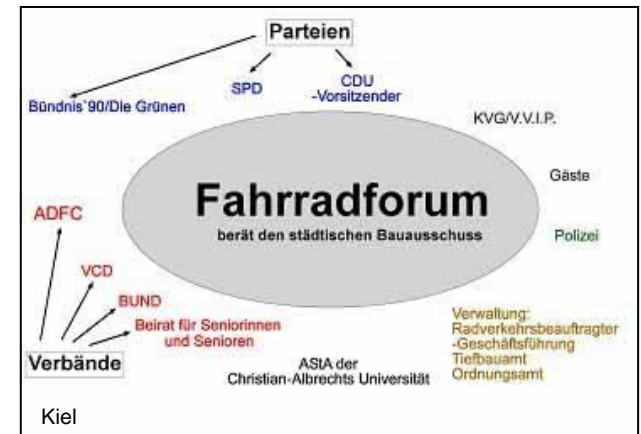 Parteien
Bündnis`90/Die Grünen
SPD
CDU
-Vorsitzender
KVG/V.V.I.P.
Gäste
Polizei
Fahrradforum
berät den städtischen Bauausschuss
ADFC
VCD
BUND
Beirat für Seniorinnen
und Senioren
Verbände
AStA der
Christian-Albrechts Universität
Verwaltung:
Radverkehrsbeauftragter
-Geschäftsführung
Tiefbauamt
Ordnungsamt
Kiel